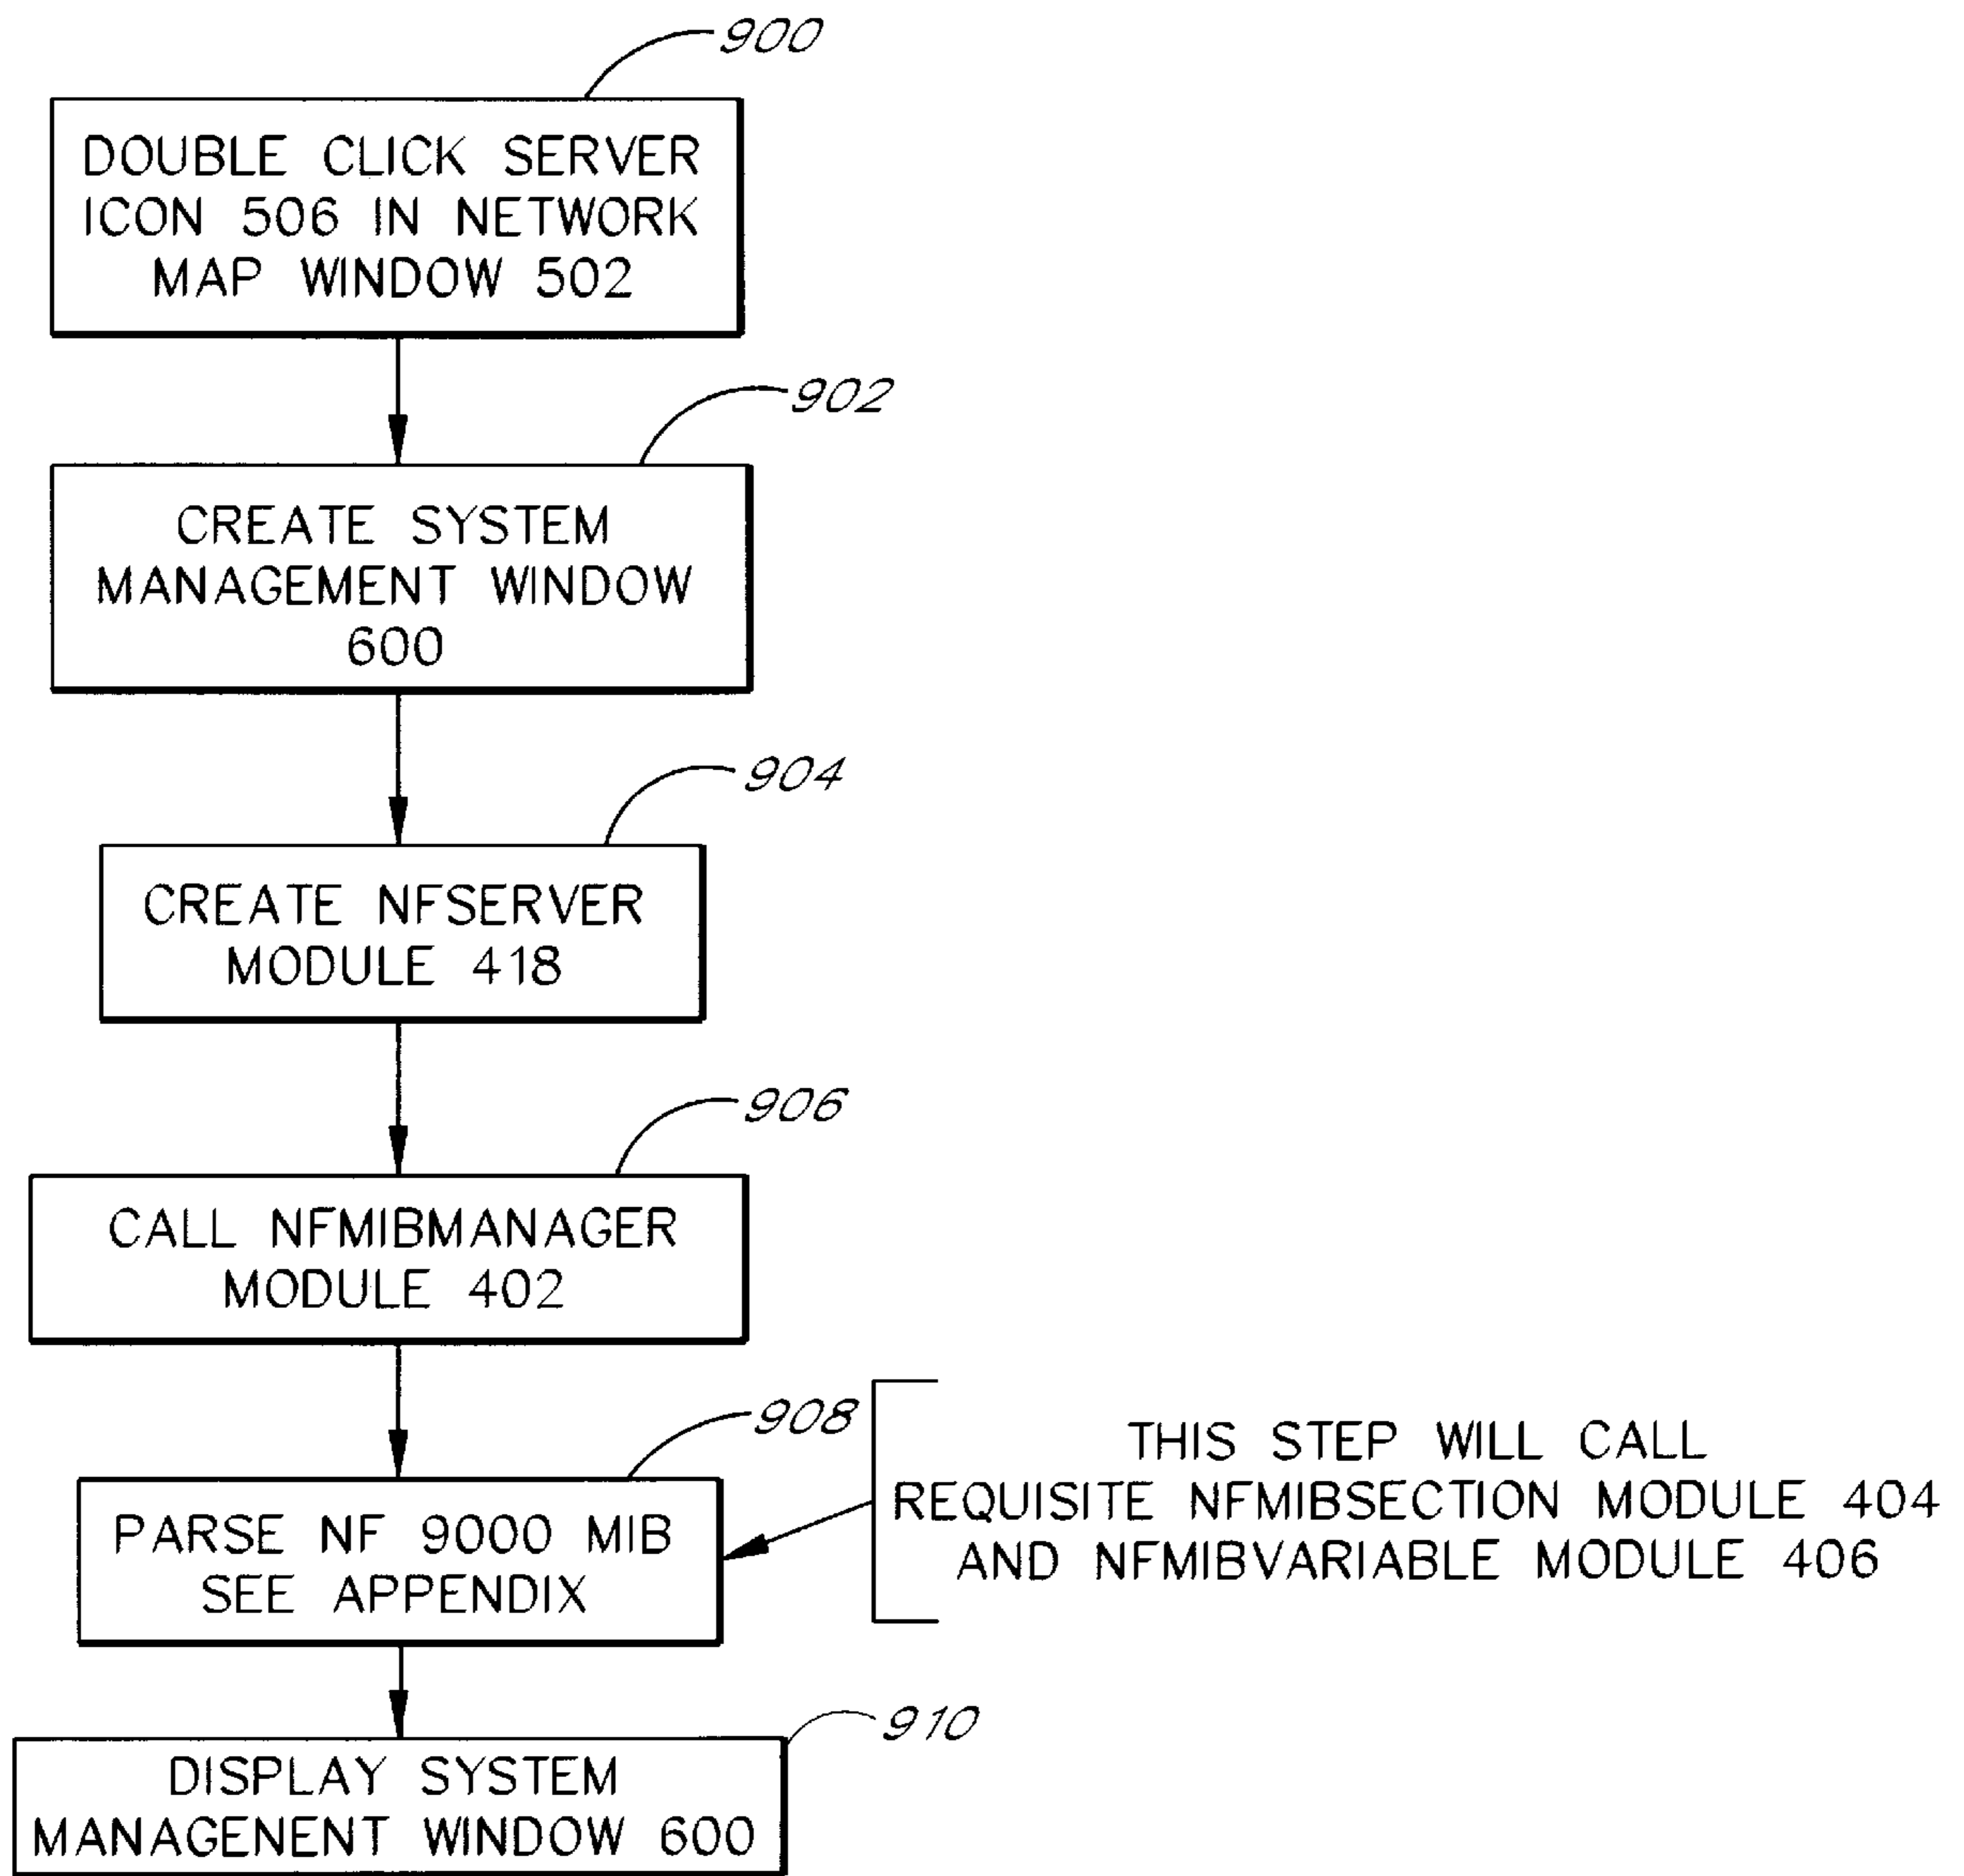 900
DOUBLE CLICK SERVER
ICON 506 IN NETWORK
MAP WINDOW 502
902
CREATE SYSTEM
MANAGEMENT WINDOW
600
904
CREATE NFSERVER
MODULE 418
906
CALL NFMIBMANAGER
MODULE 402
908
PARSE NF 9000 MIB
SEE APPENDIX
THIS STEP WILL CALL
REQUISITE NFMIBSECTION MODULE 404
AND NFMIBVARIABLE MODULE 406
910
DISPLAY SYSTEM
MANAGENENT WINDOW 600